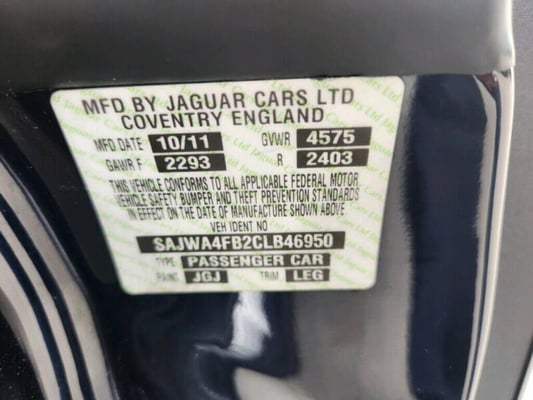 MFD BY JAGUAR CARS LTD
COVENTRY ENGLAND
MFD DATE 10/11 GVWR 4575
GAWR F 2293 R 2403
THIS VEHICLE CONFORMS TO ALL APPLICABLE FEDERAL MOTOR
VEHICLE SAFETY BUMPER AND THEFT PREVENTION STANDARDS
IN EFFECT ON THE DATE OF MANUFACTURE SHOWN ABOVE
VEH IDENT NO
SAJWA4FB2CLB46950
TYPE PASSENGER CAR
PAINT JGJ TRIM LEG